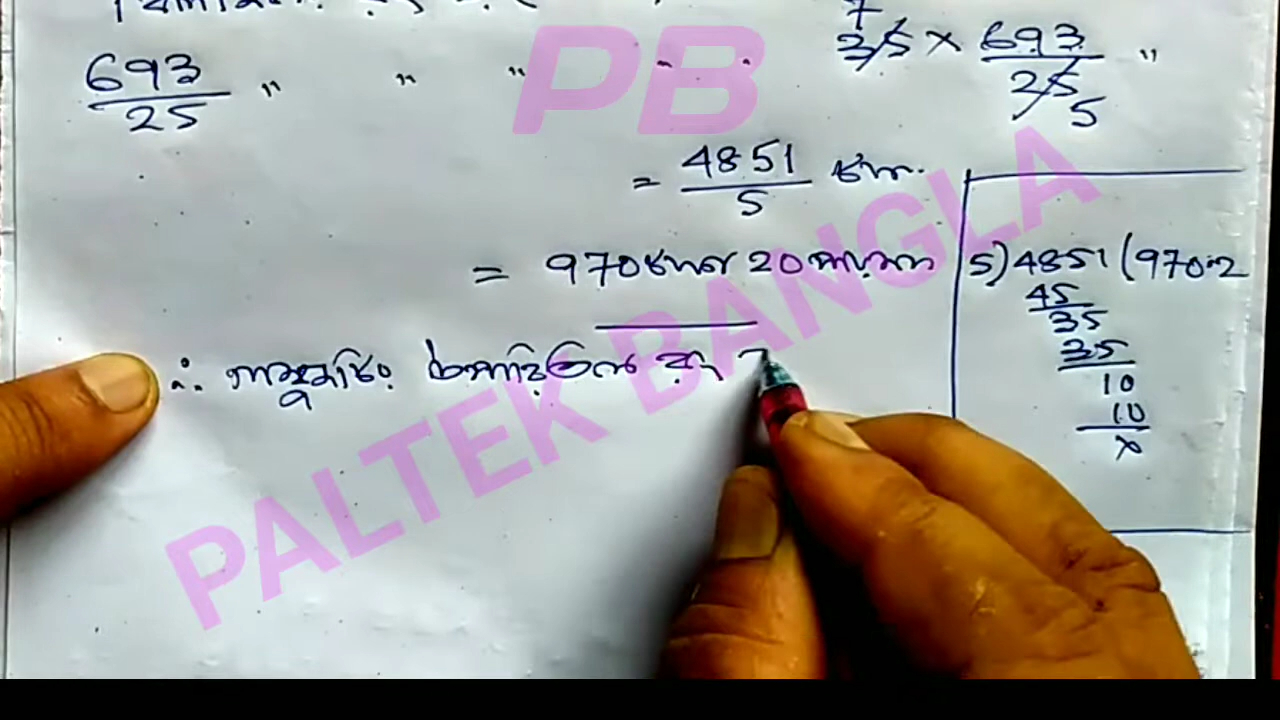 7
693/25 " " " " " 35 × 693/25 "
5
= 4851/5 টাকা
= 970 টাকা 20 পয়সা
5)4851(970.2
45
35
35
10
10
×
∴
PB
PALTEK BANGLA